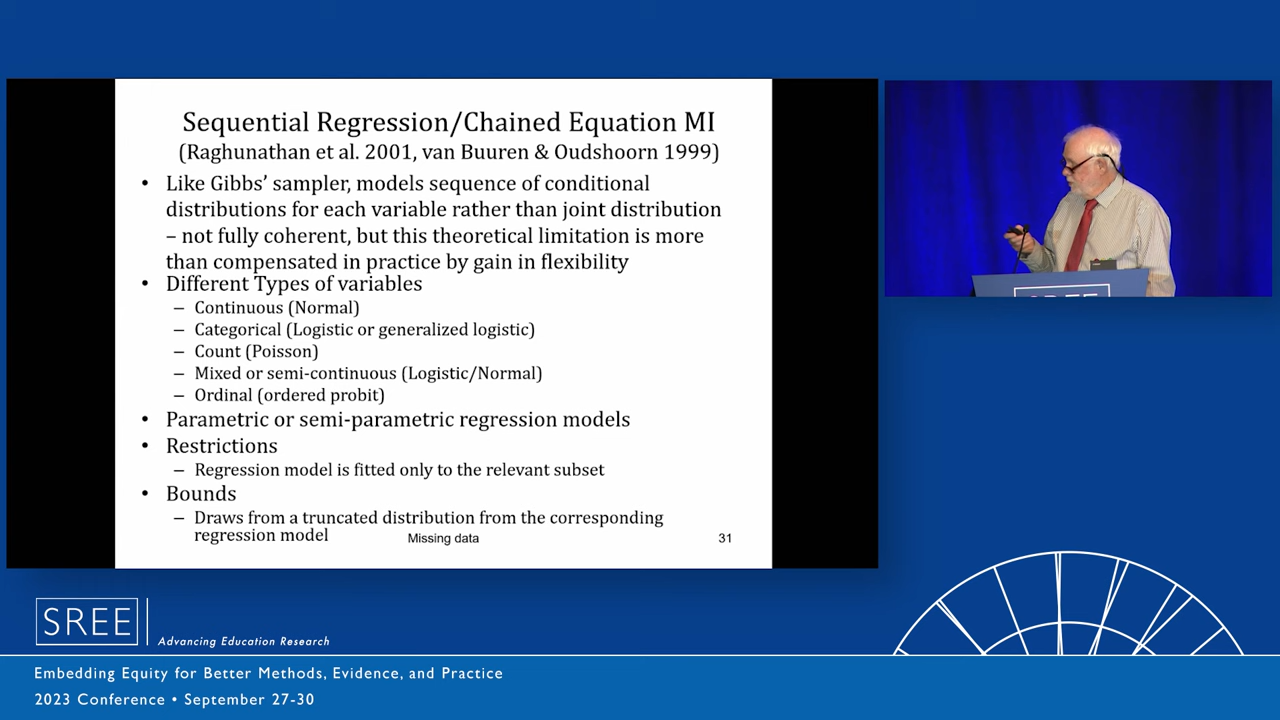 Sequential Regression/Chained Equation MI
(Raghunathan et al. 2001, van Buuren & Oudshoorn 1999)
• Like Gibbs’ sampler, models sequence of conditional
distributions for each variable rather than joint distribution
– not fully coherent, but this theoretical limitation is more
than compensated in practice by gain in flexibility
• Different Types of variables
– Continuous (Normal)
– Categorical (Logistic or generalized logistic)
– Count (Poisson)
– Mixed or semi-continuous (Logistic/Normal)
– Ordinal (ordered probit)
• Parametric or semi-parametric regression models
• Restrictions
– Regression model is fitted only to the relevant subset
• Bounds
– Draws from a truncated distribution from the corresponding
regression model
Missing data
31
SREE
SREE
Advancing Education Research
Embedding Equity for Better Methods, Evidence, and Practice
2023 Conference • September 27-30